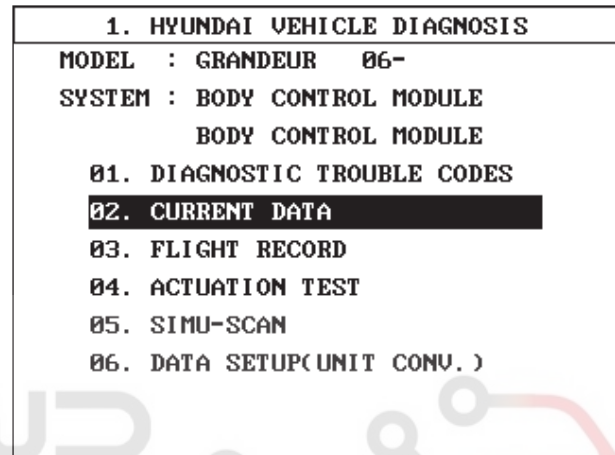 1. HYUNDAI VEHICLE DIAGNOSIS
MODEL : GRANDEUR 06-
SYSTEM : BODY CONTROL MODULE
BODY CONTROL MODULE
01. DIAGNOSTIC TROUBLE CODES
02. CURRENT DATA
03. FLIGHT RECORD
04. ACTUATION TEST
05. SIMU-SCAN
06. DATA SETUP(UNIT CONV.)